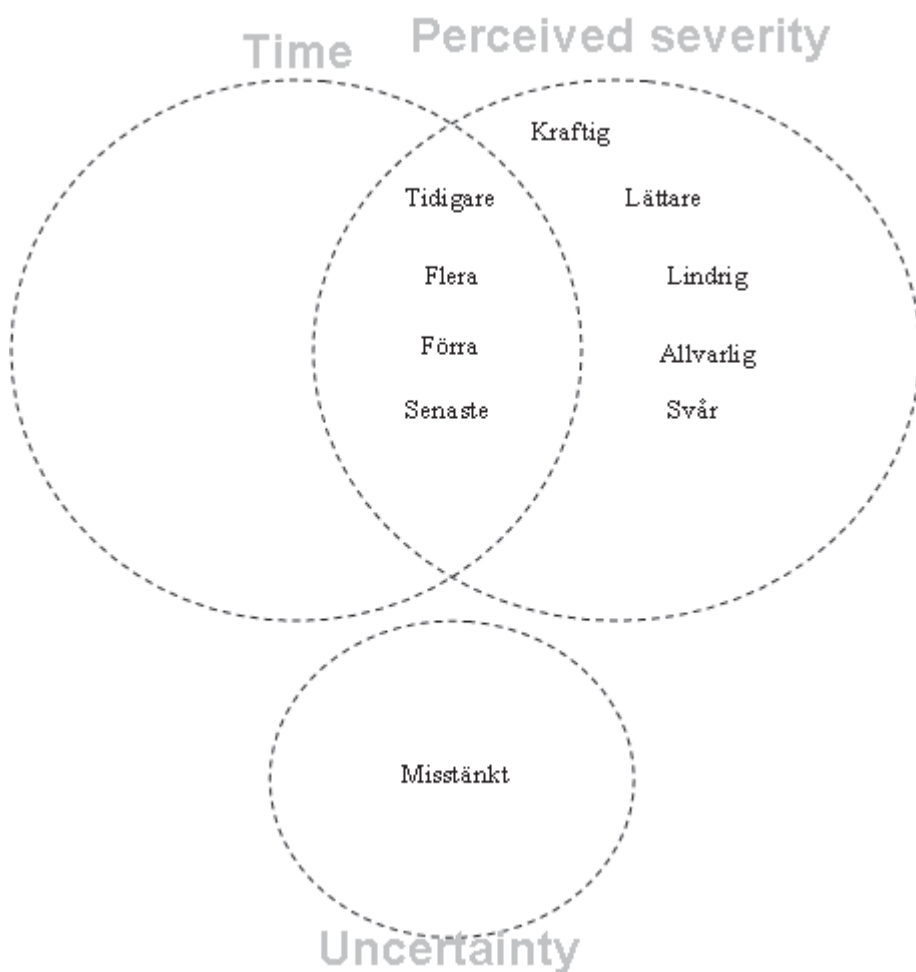 Time
Perceived severity
Kraftig
Tidigare
Lättare
Flera
Lindrig
Förra
Allvarlig
Senaste
Svår
Misstänkt
Uncertainty